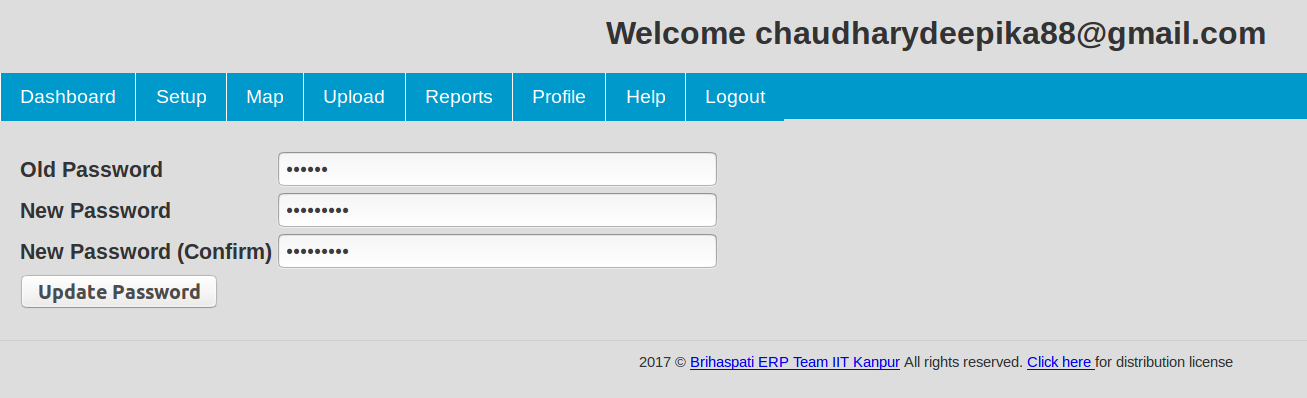 Welcome chaudharydeepika88@gmail.com
Dashboard Setup Map Upload Reports Profile Help Logout
Old Password ••••••
New Password •••••••••
New Password (Confirm) •••••••••
Update Password
2017 © Brihaspati ERP Team IIT Kanpur All rights reserved. Click here for distribution license